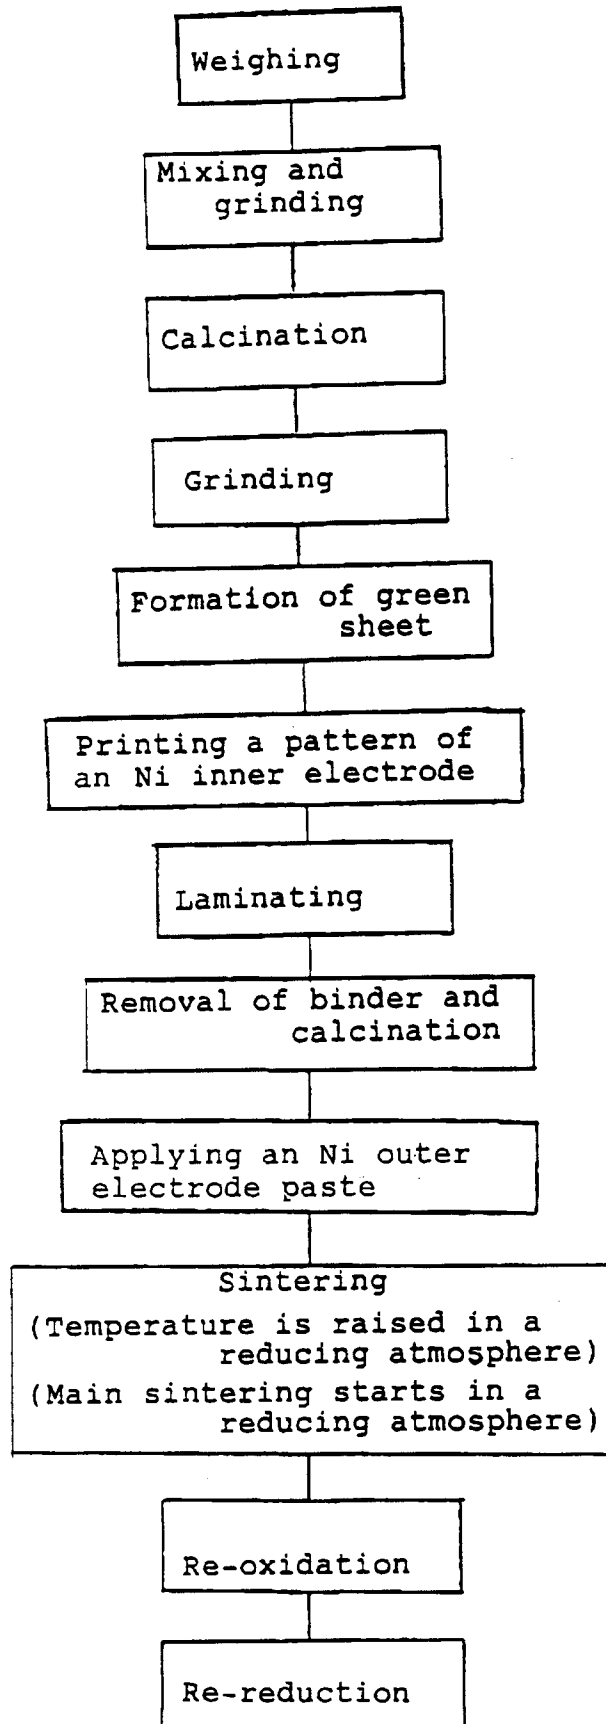 Weighing
Mixing and
grinding
Calcination
Grinding
Formation of green
sheet
Printing a pattern of
an Ni inner electrode
Laminating
Removal of binder and
calcination
Applying an Ni outer
electrode paste
Sintering
(Temperature is raised in a
reducing atmosphere)
(Main sintering starts in a
reducing atmosphere)
Re-oxidation
Re-reduction